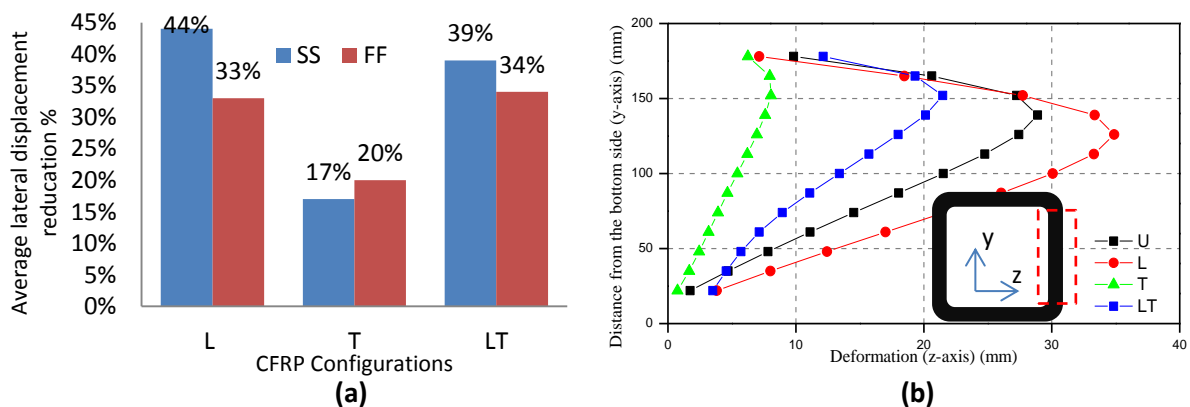 45%
40%
35%
30%
25%
20%
15%
10%
5%
0%
Average lateral displacement
reducation %
44%
33%
17%
20%
39%
34%
SS
FF
L
T
LT
CFRP Configurations
(a)
200
150
100
50
0
Distance from the bottom side (y-axis) (mm)
y
z
U
L
T
LT
0
10
20
30
40
Deformation (z-axis) (mm)
(b)